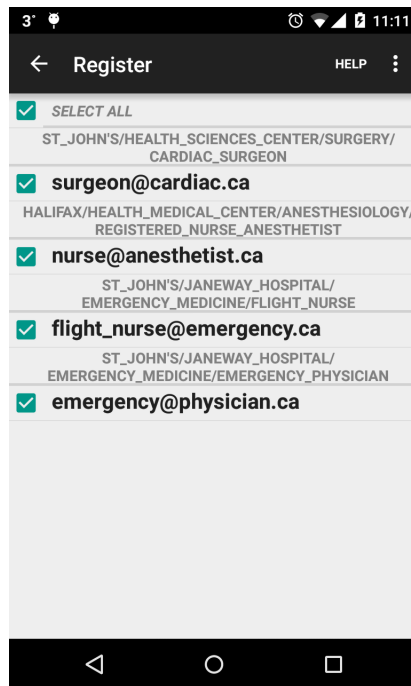 3° 11:11
Register HELP
SELECT ALL
ST_JOHN'S/HEALTH_SCIENCES_CENTER/SURGERY/
CARDIAC_SURGEON
surgeon@cardiac.ca
HALIFAX/HEALTH_MEDICAL_CENTER/ANESTHESIOLOGY/
REGISTERED_NURSE_ANESTHETIST
nurse@anesthetist.ca
ST_JOHN'S/JANEWAY_HOSPITAL/
EMERGENCY_MEDICINE/FLIGHT_NURSE
flight_nurse@emergency.ca
ST_JOHN'S/JANEWAY_HOSPITAL/
EMERGENCY_MEDICINE/EMERGENCY_PHYSICIAN
emergency@physician.ca